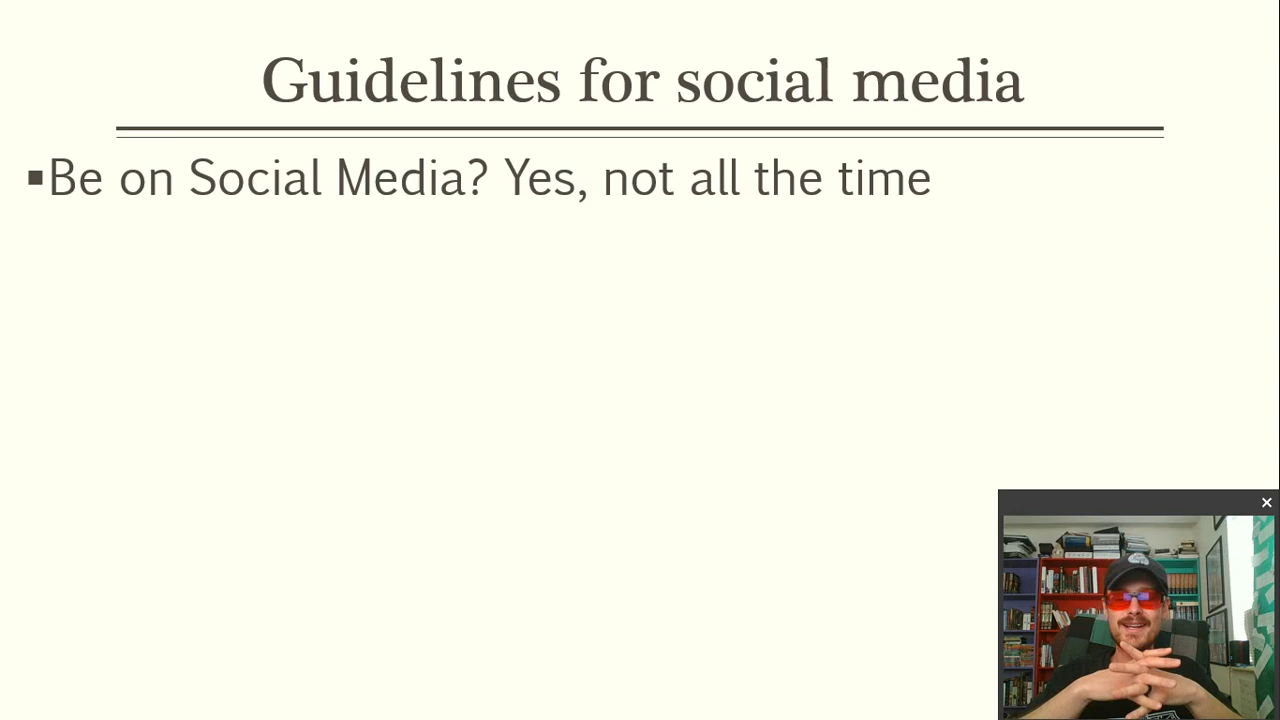 Guidelines for social media
▪Be on Social Media? Yes, not all the time